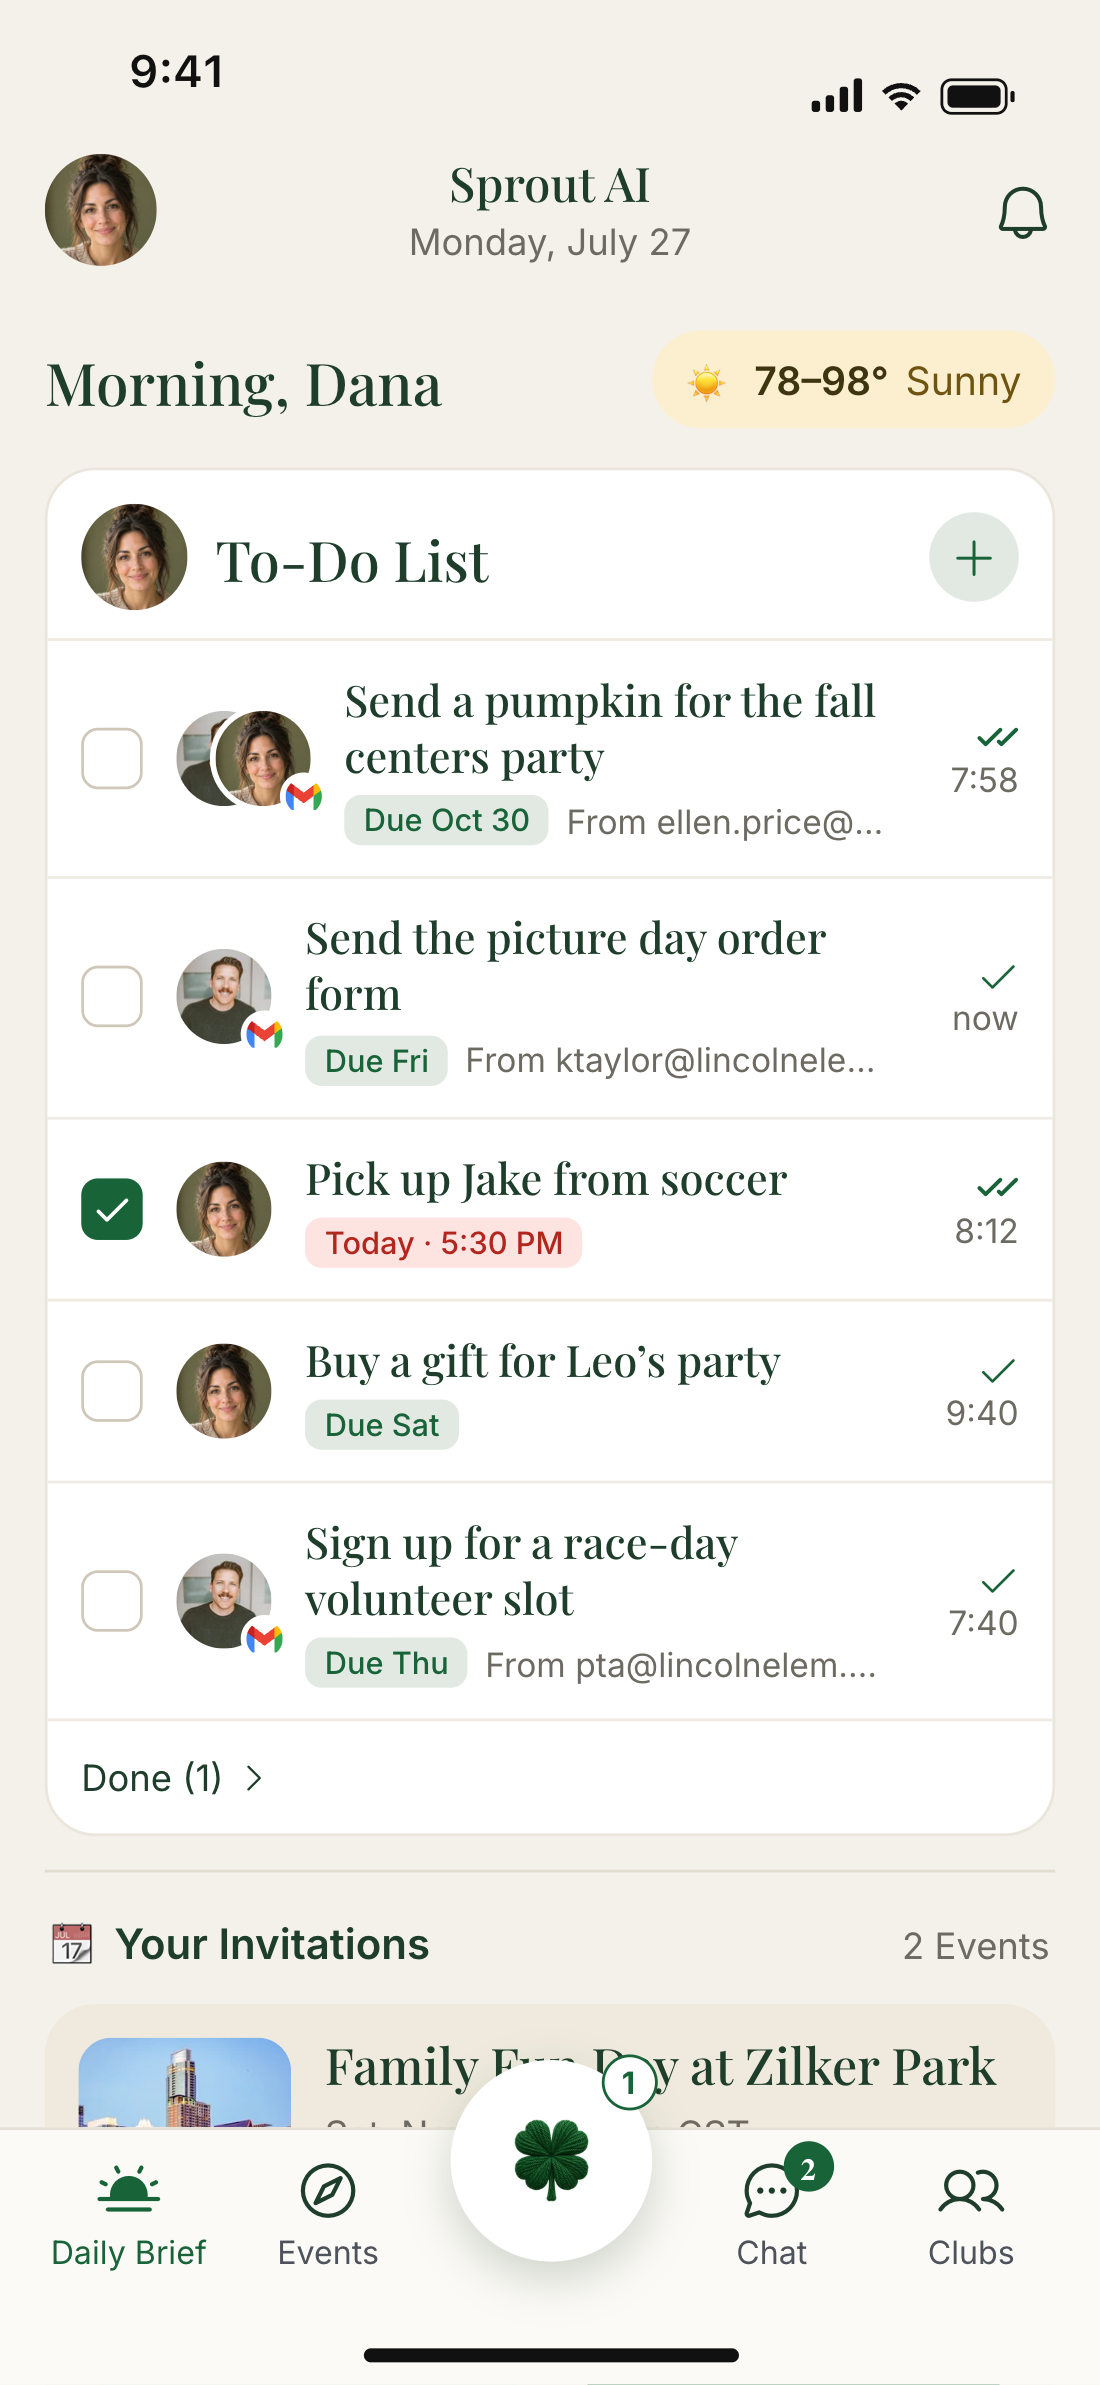 9:41
Sprout AI
Monday, July 27
Morning, Dana
78–98° Sunny
To-Do List
Send a pumpkin for the fall
centers party
Due Oct 30 From ellen.price@...
7:58
Send the picture day order
form
Due Fri From ktaylor@lincolnele...
now
Pick up Jake from soccer
Today · 5:30 PM
8:12
Buy a gift for Leo’s party
Due Sat
9:40
Sign up for a race-day
volunteer slot
Due Thu From pta@lincolnelem....
7:40
Done (1)
JUL
17
Your Invitations
2 Events
Family Fun Day at Zilker Park
1
2
Daily Brief
Events
Chat
Clubs